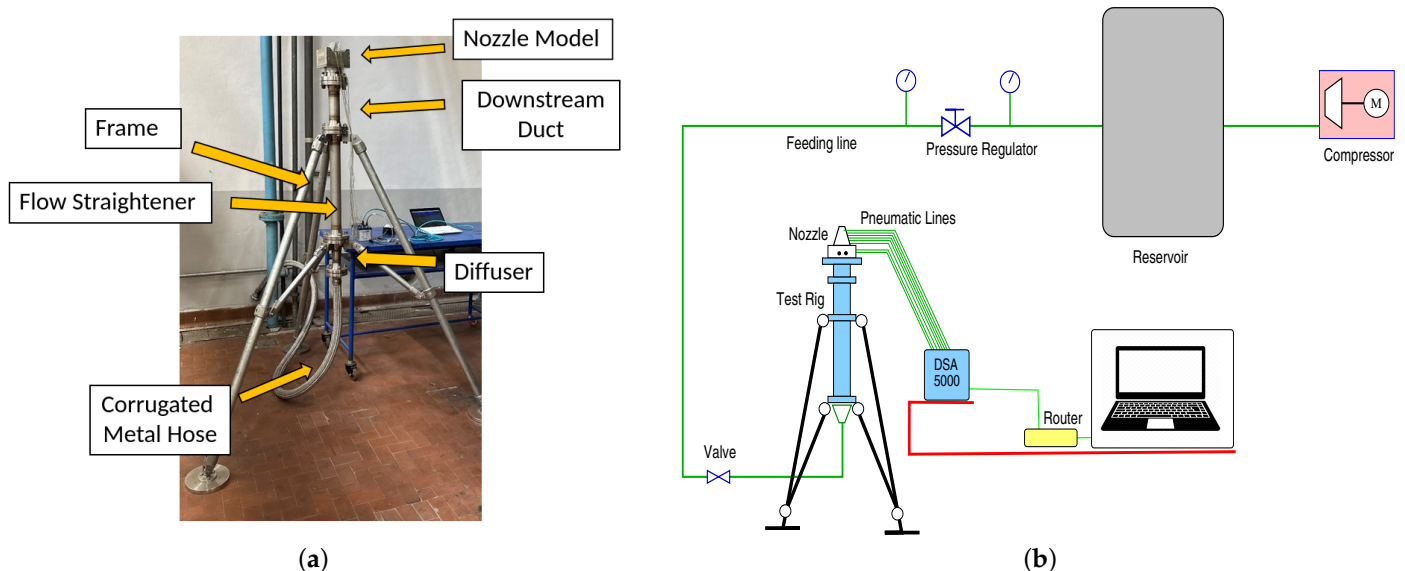 Nozzle Model
Downstream
Duct
Frame
Flow Straightener
Diffuser
Corrugated
Metal Hose
(a)
Feeding line
Pressure Regulator
M
Compressor
Reservoir
Pneumatic Lines
Nozzle
Test Rig
DSA
5000
Router
Valve
(b)